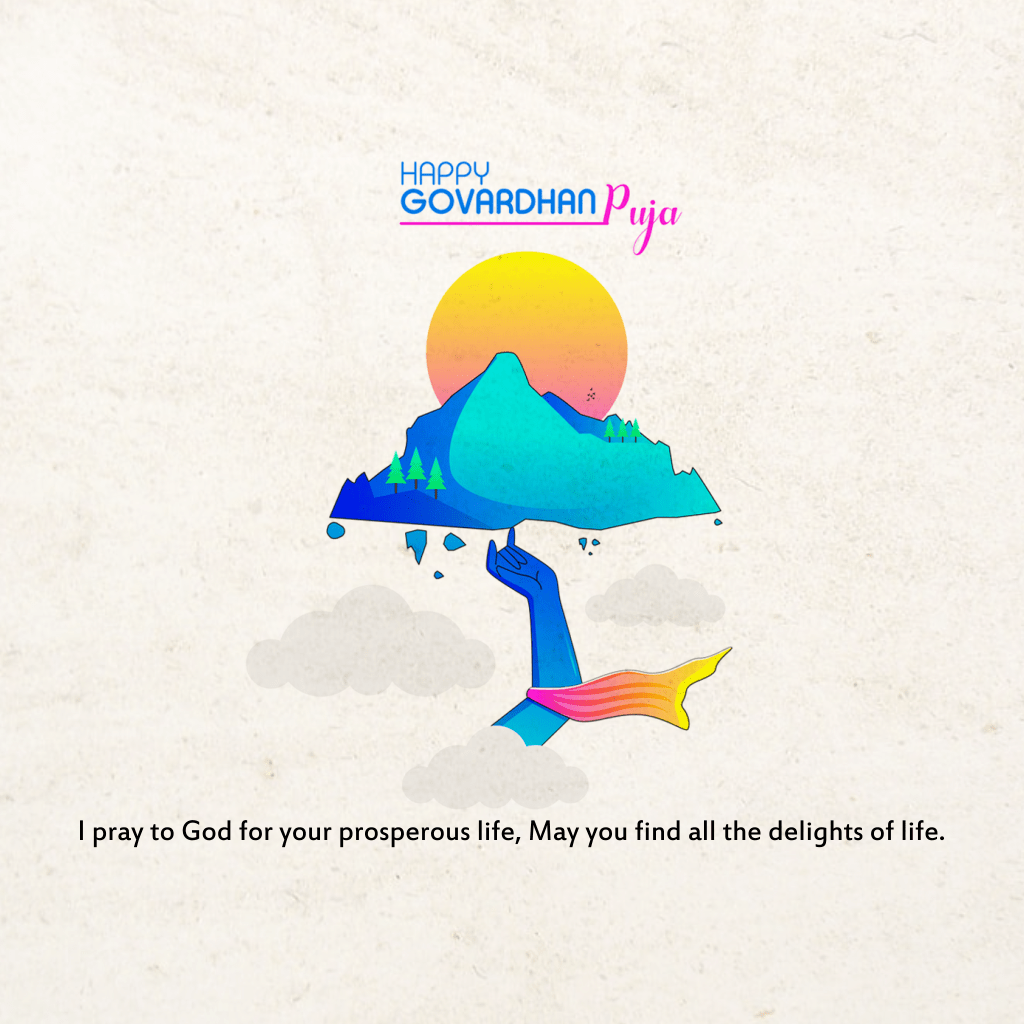 HAPPY
GOVARDHAN Puja
I pray to God for your prosperous life, May you find all the delights of life.